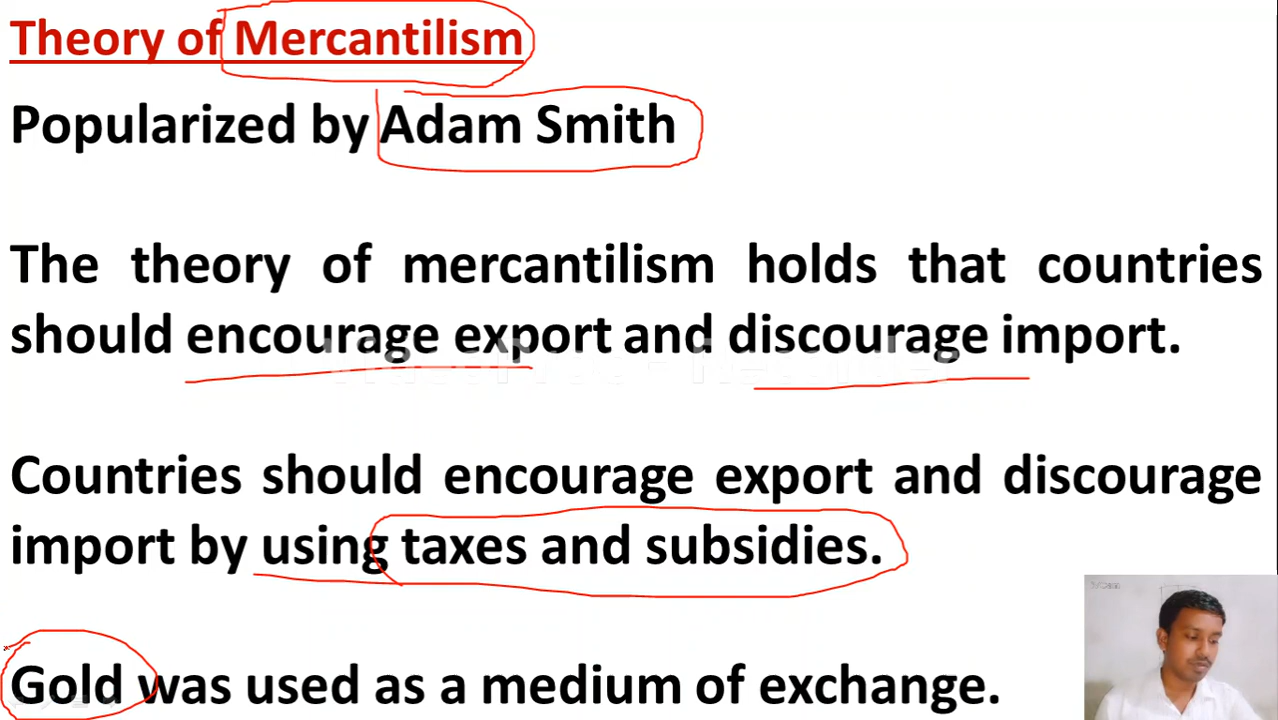 Theory of Mercantilism
Popularized by Adam Smith
The theory of mercantilism holds that countries
should encourage export and discourage import.
Countries should encourage export and discourage
import by using taxes and subsidies.
Gold was used as a medium of exchange.